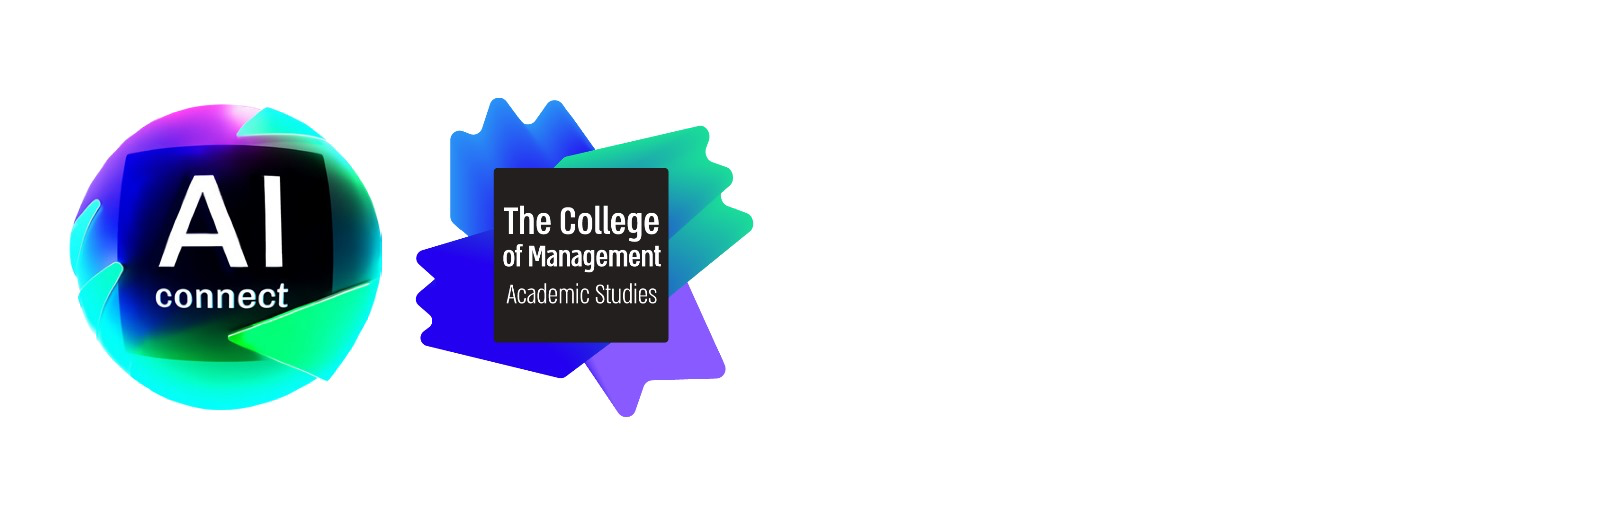 AI
connect
The College
of Management
Academic Studies